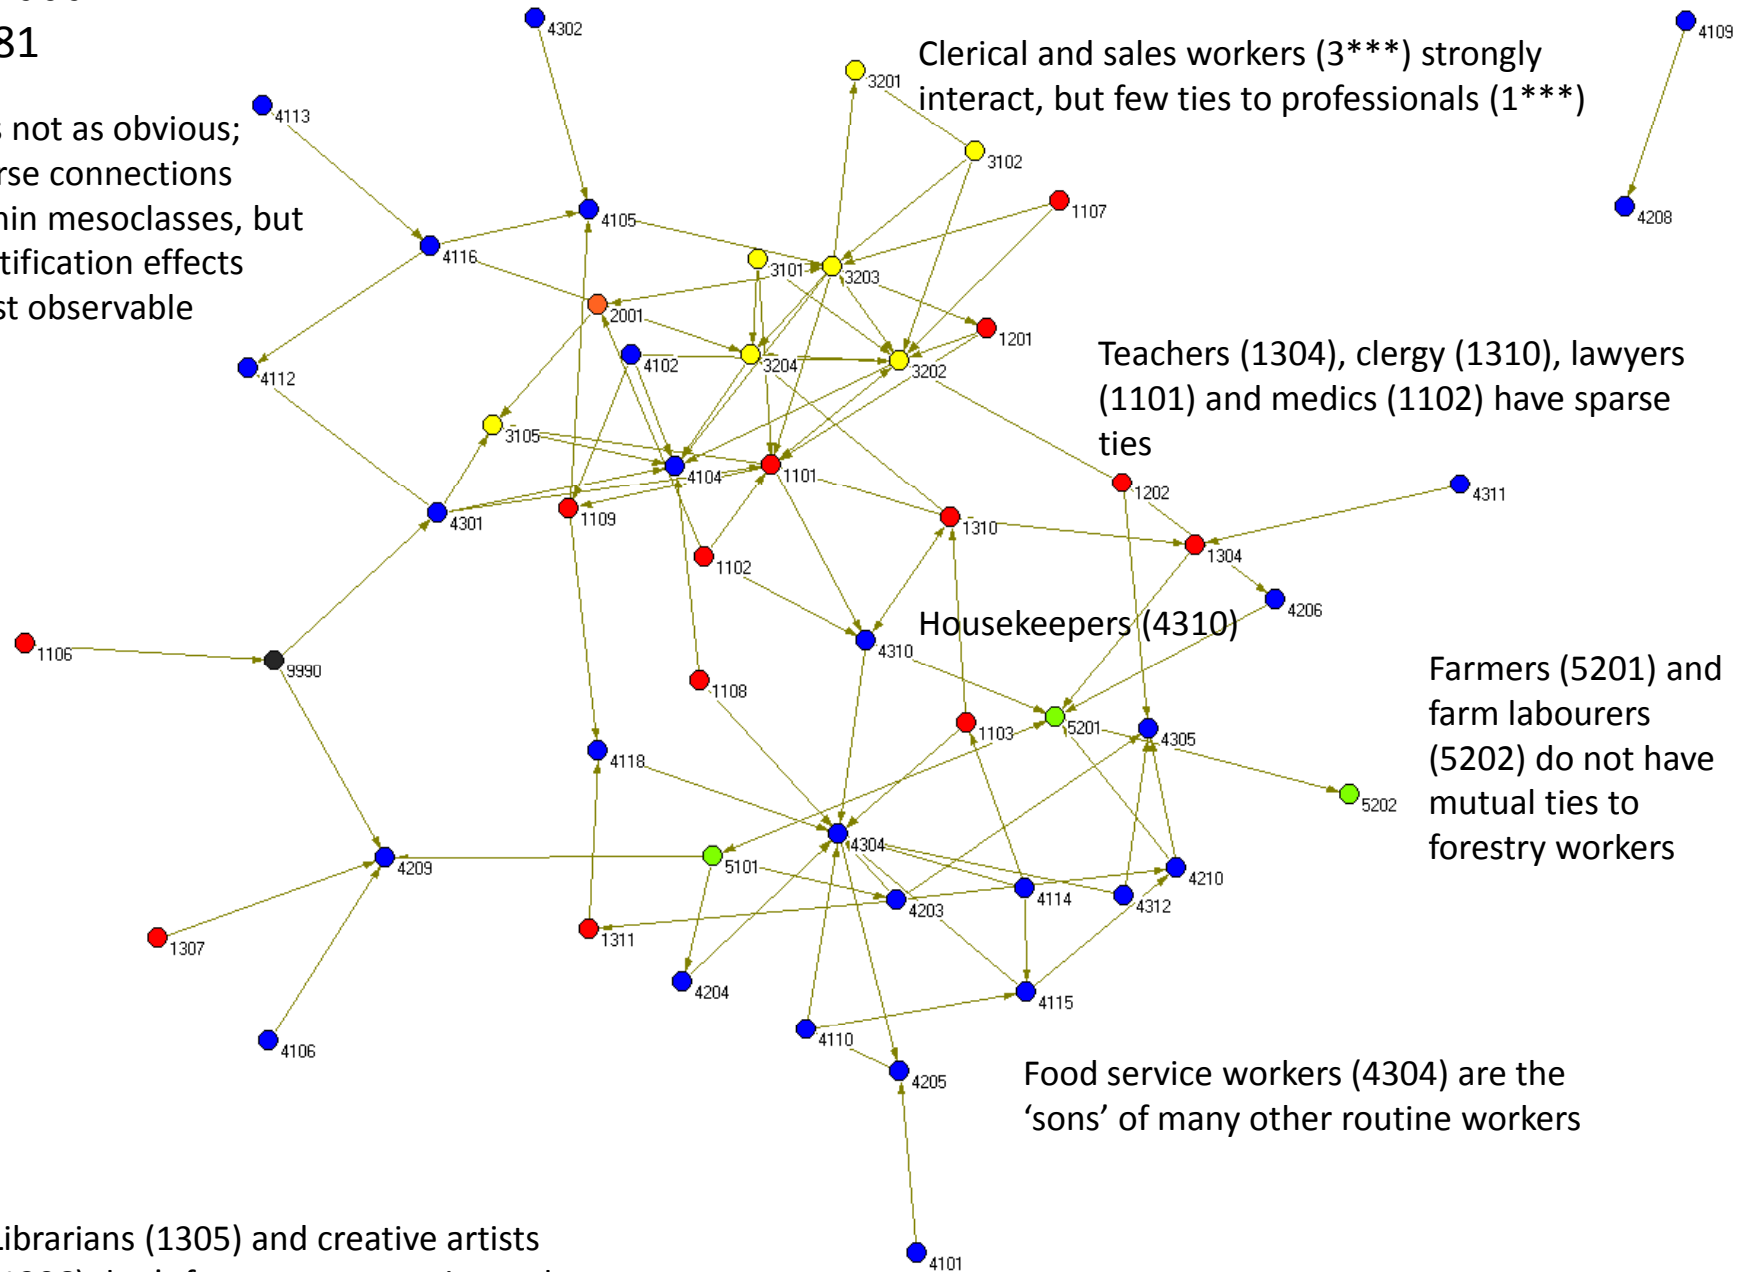 81
4302
4109
Clerical and sales workers (3***) strongly
interact, but few ties to professionals (1***)
3201
4113
s not as obvious;
rse connections
hin mesoclasses, but
tification effects
st observable
3102
1107
4208
4105
4116
3101
3203
2001
1201
4102
3204
3202
4112
Teachers (1304), clergy (1310), lawyers
(1101) and medics (1102) have sparse
ties
3105
4104
1101
1202
4311
4301
1109
1310
1304
1102
4206
Housekeepers (4310)
4310
1106
9990
1108
Farmers (5201) and
farm labourers
(5202) do not have
mutual ties to
forestry workers
1103
5201
4305
4118
5202
4304
4209
5101
4210
4203
4114
4312
1307
1311
4204
4115
4110
4106
4205
Food service workers (4304) are the
‘sons’ of many other routine workers
Librarians (1305) and creative artists
4101